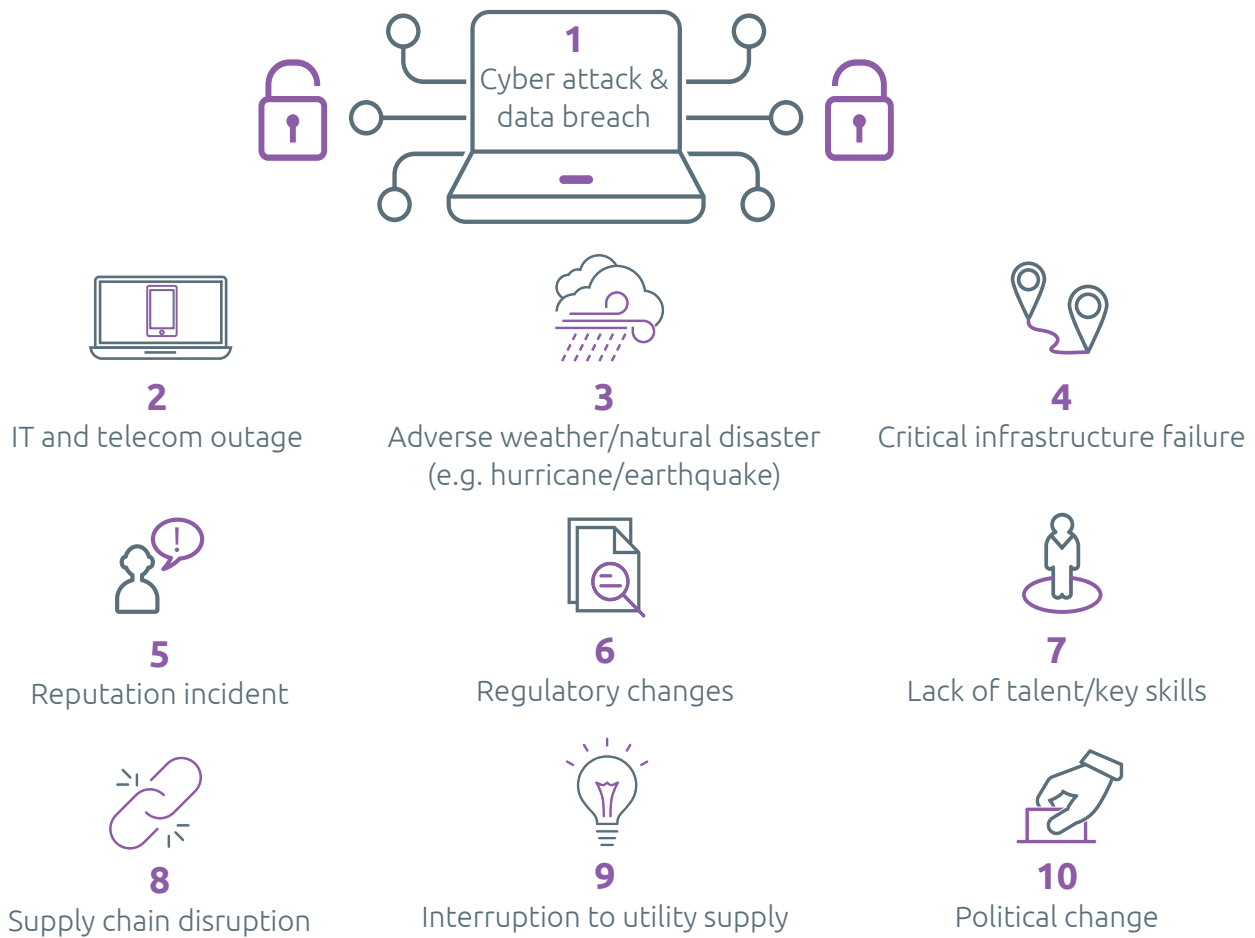 1
Cyber attack &
data breach
2
IT and telecom outage
3
Adverse weather/natural disaster
(e.g. hurricane/earthquake)
4
Critical infrastructure failure
!
5
Reputation incident
6
Regulatory changes
7
Lack of talent/key skills
8
Supply chain disruption
9
Interruption to utility supply
10
Political change